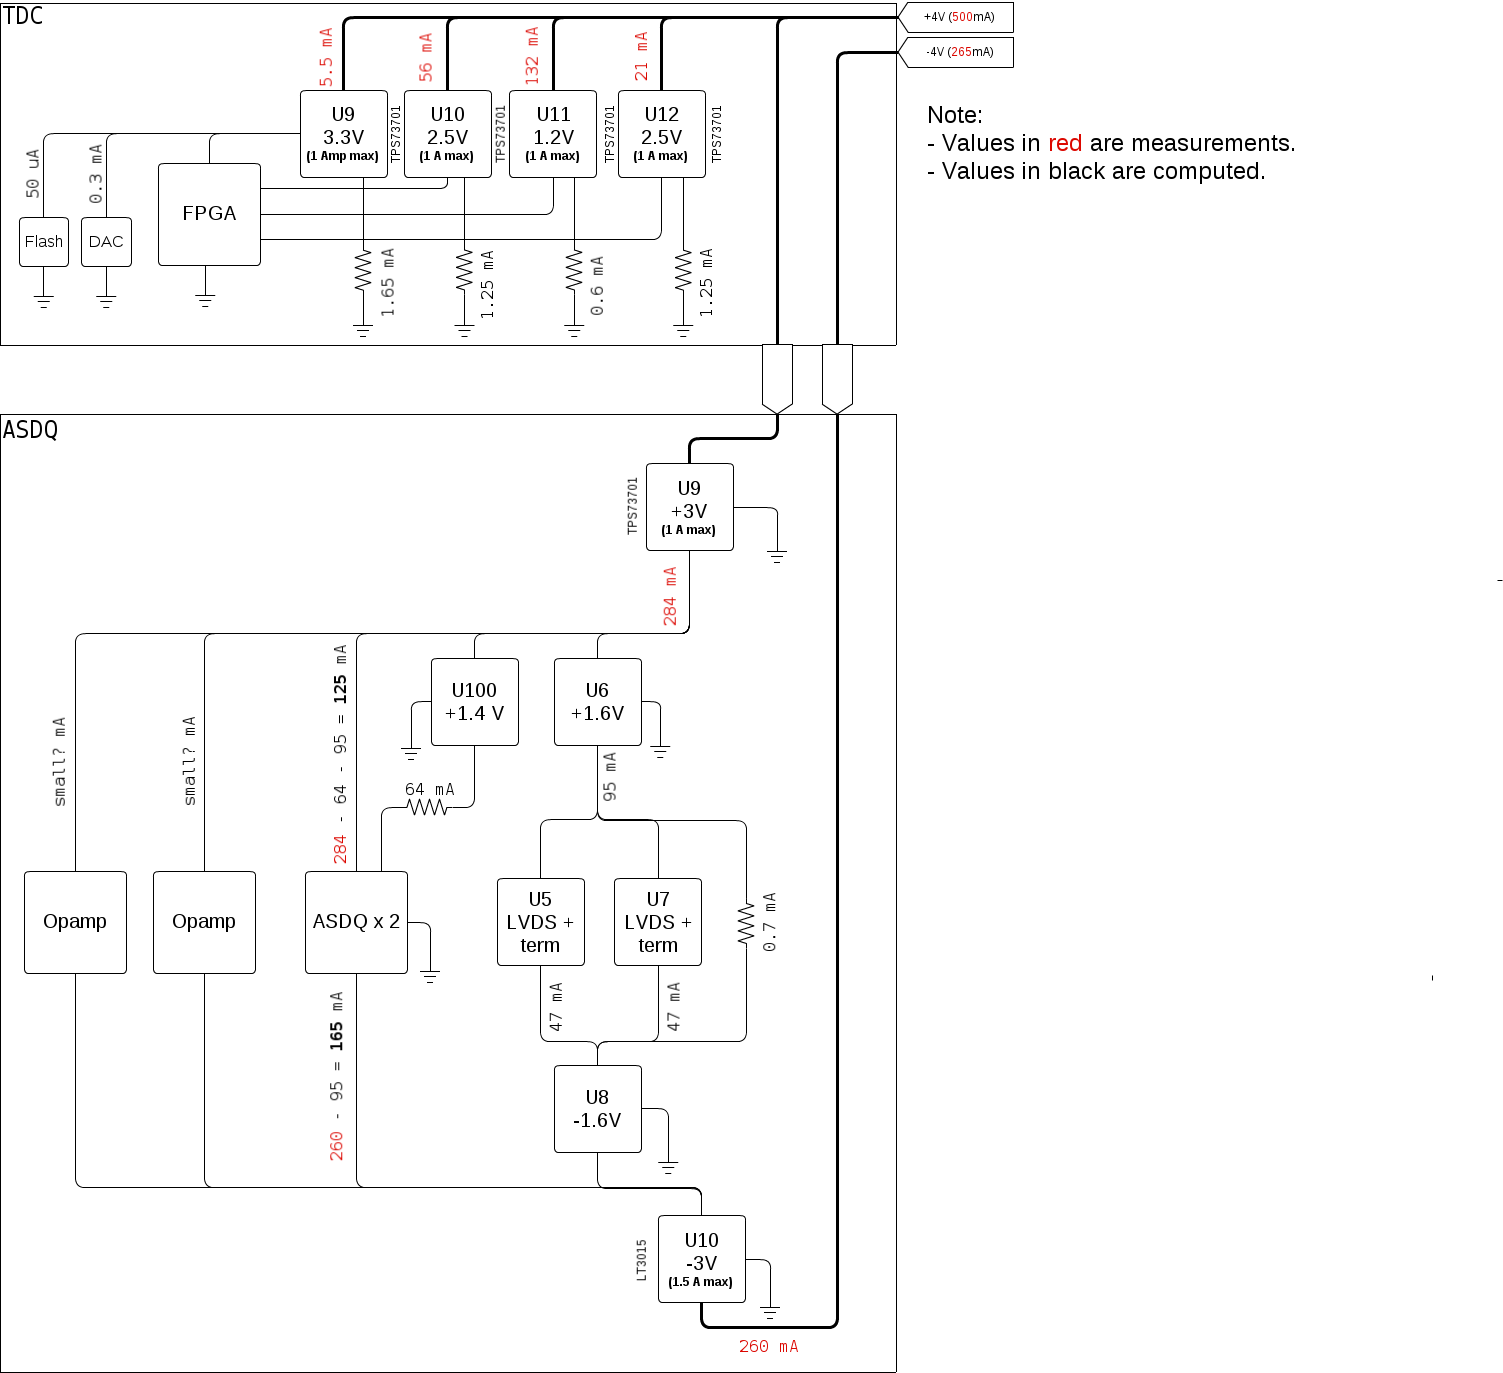 TDC
+4V (500mA)
-4V (265mA)
5.5 mA
56 mA
132 mA
21 mA
Note:
- Values in red are measurements.
- Values in black are computed.
U9
3.3V
(1 Amp max)
TPS73701
U10
2.5V
(1 A max)
TPS73701
U11
1.2V
(1 A max)
TPS73701
U12
2.5V
(1 A max)
TPS73701
50 uA
0.3 mA
FPGA
Flash
DAC
1.65 mA
1.25 mA
0.6 mA
1.25 mA
ASDQ
TPS73701
U9
+3V
(1 A max)
284 mA
small? mA
small? mA
284 - 64 - 95 = 125 mA
U100
+1.4 V
U6
+1.6V
64 mA
95 mA
Opamp
Opamp
ASDQ x 2
U5
LVDS +
term
U7
LVDS +
term
0.7 mA
47 mA
47 mA
260 - 95 = 165 mA
U8
-1.6V
LT3015
U10
-3V
(1.5 A max)
260 mA